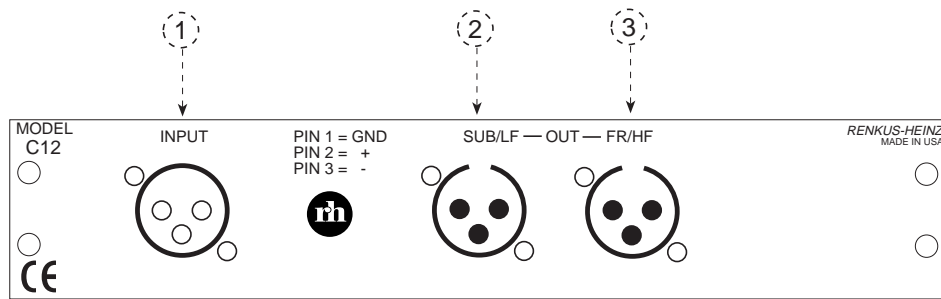 1
2
3
MODEL
C12
INPUT
PIN 1 = GND
PIN 2 = +
PIN 3 = -
SUB/LF — OUT — FR/HF
RENKUS-HEINZ
MADE IN USA
rh
CE